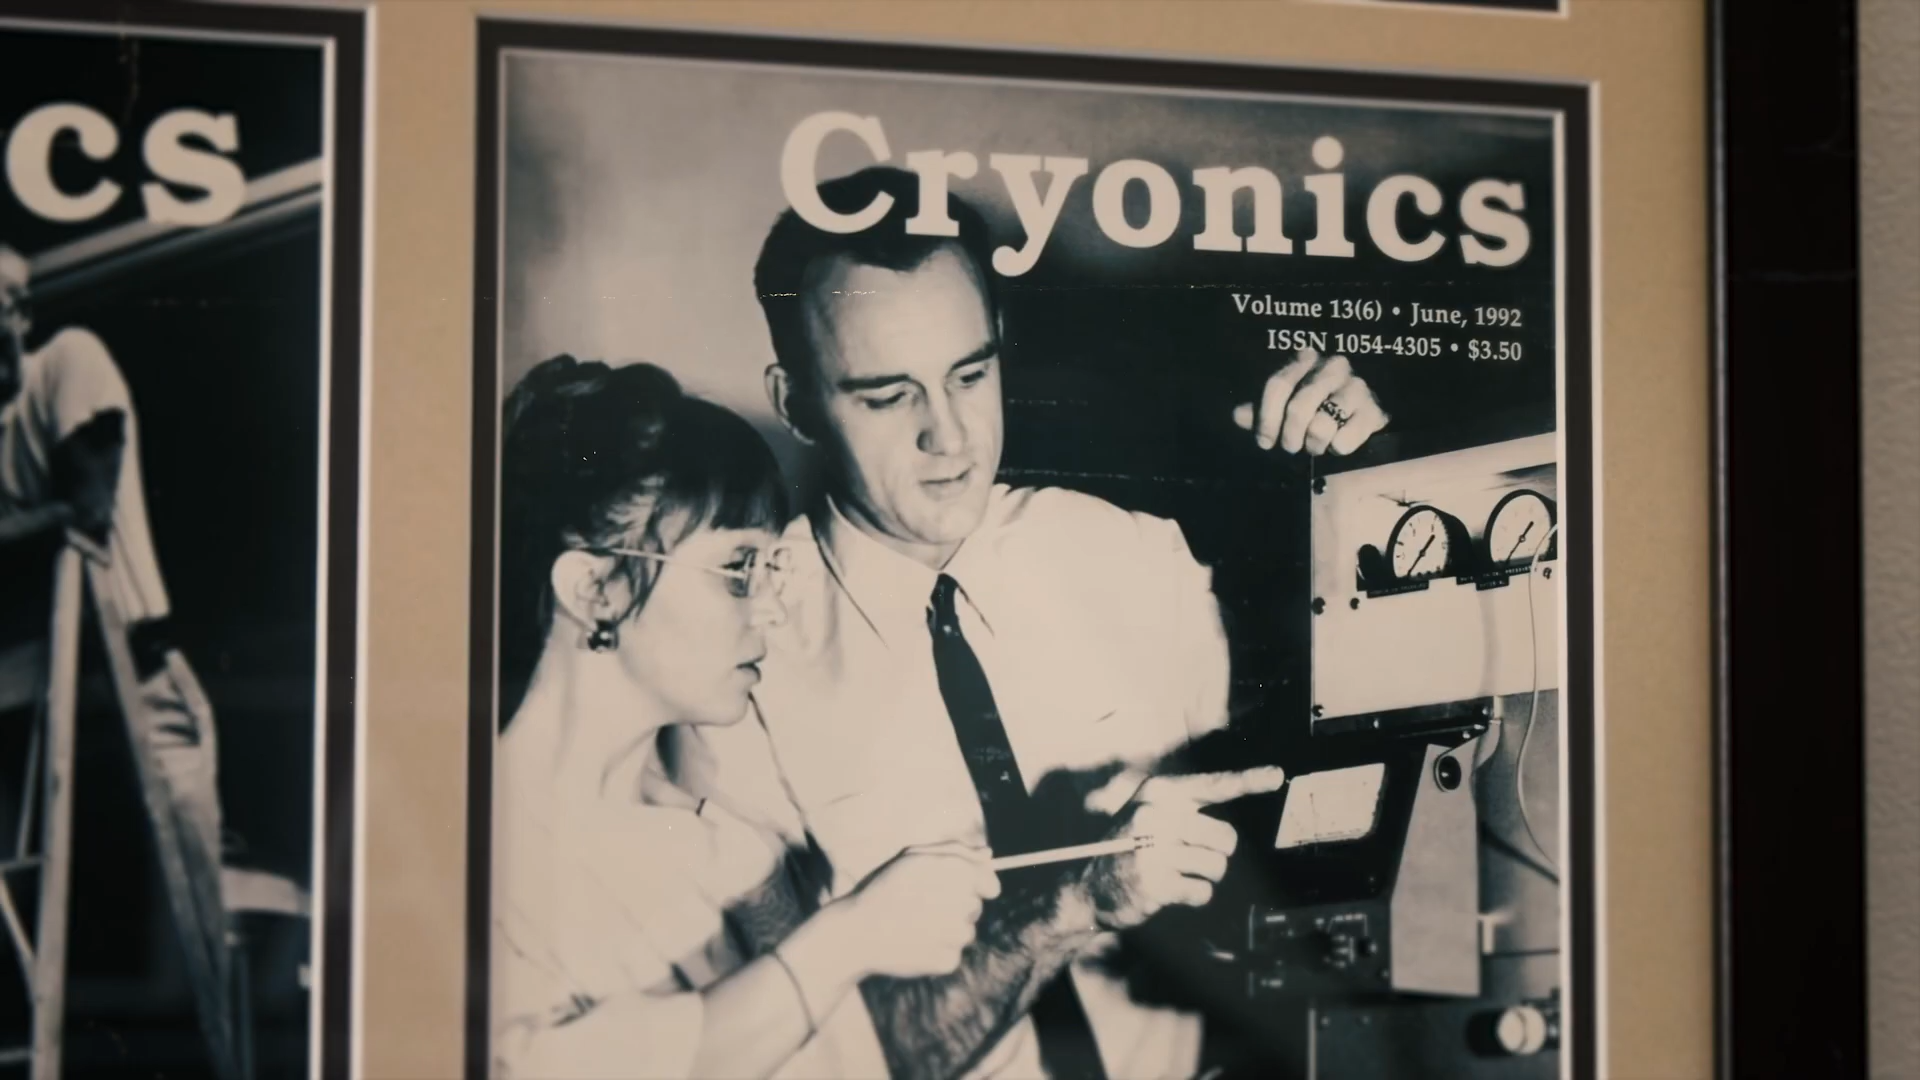 cs
Cryonics
Volume 13(6) • June, 1992
ISSN 1054-4305 • $3.50